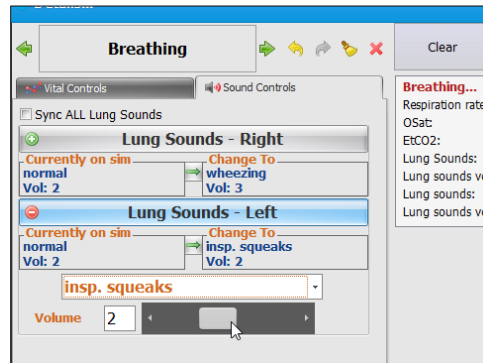 Breathing
Clear
Vital Controls
Sound Controls
Sync ALL Lung Sounds
Lung Sounds - Right
Currently on sim
Change To
normal
wheezing
Vol: 2
Vol: 3
Lung Sounds - Left
Currently on sim
Change To
normal
insp. squeaks
Vol: 2
Vol: 2
insp. squeaks
Volume 2
Breathing...
Respiration rate
OSat:
EtCO2:
Lung Sounds:
Lung sounds v
Lung sounds:
Lung sounds v